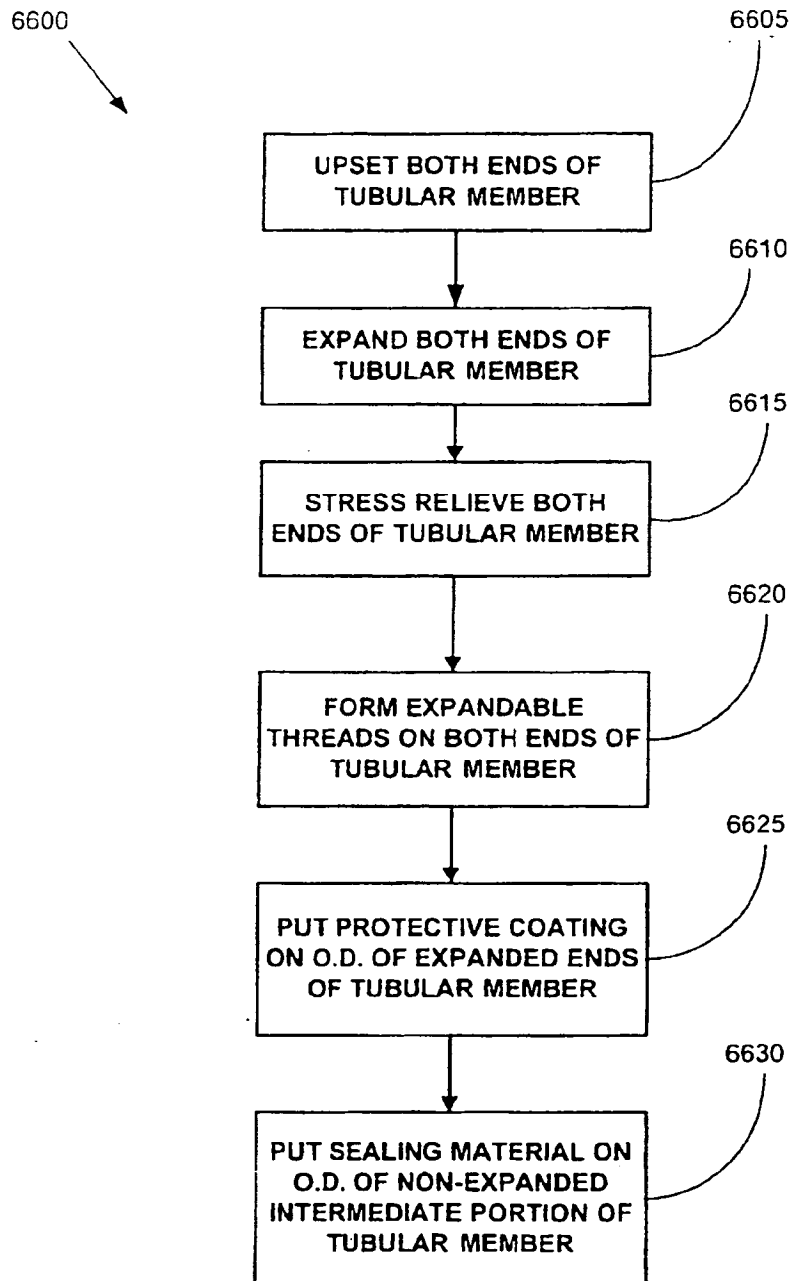 6600
6605
UPSET BOTH ENDS OF
TUBULAR MEMBER
6610
EXPAND BOTH ENDS OF
TUBULAR MEMBER
6615
STRESS RELIEVE BOTH
ENDS OF TUBULAR MEMBER
6620
FORM EXPANDABLE
THREADS ON BOTH ENDS OF
TUBULAR MEMBER
6625
PUT PROTECTIVE COATING
ON O.D. OF EXPANDED ENDS
OF TUBULAR MEMBER
6630
PUT SEALING MATERIAL ON
O.D. OF NON-EXPANDED
INTERMEDIATE PORTION OF
TUBULAR MEMBER